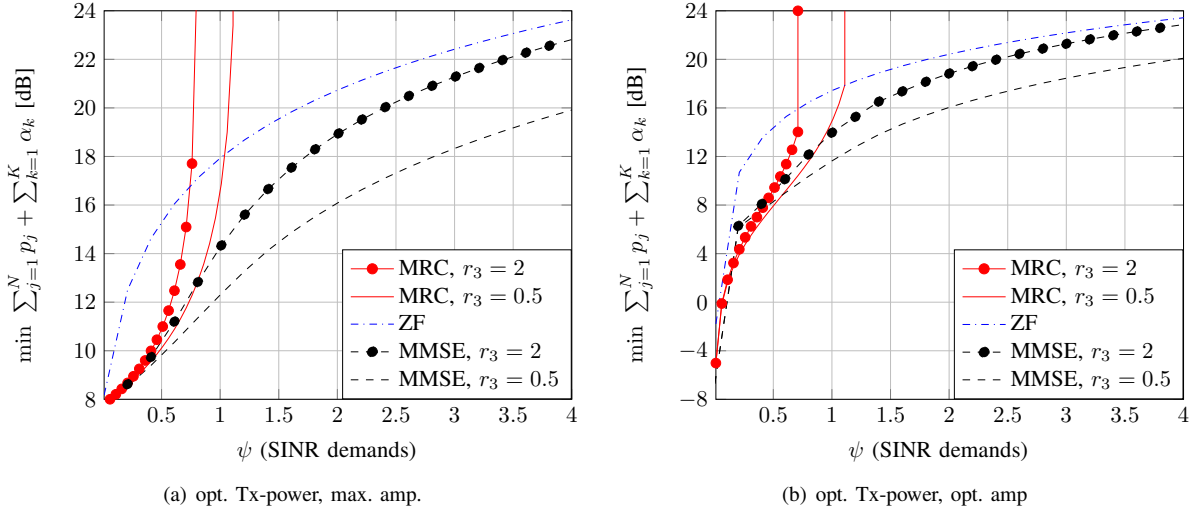 24
22
20
18
16
14
12
10
8
0.5 1 1.5 2 2.5 3 3.5 4
ψ (SINR demands)
min ∑_{j=1}^{N} p_j + ∑_{k=1}^{K} α_k [dB]
MRC, r_3 = 2
MRC, r_3 = 0.5
ZF
MMSE, r_3 = 2
MMSE, r_3 = 0.5
(a) opt. Tx-power, max. amp.
24
20
16
12
8
4
0
−4
−8
0.5 1 1.5 2 2.5 3 3.5 4
ψ (SINR demands)
min ∑_{j=1}^{N} p_j + ∑_{k=1}^{K} α_k [dB]
MRC, r_3 = 2
MRC, r_3 = 0.5
ZF
MMSE, r_3 = 2
MMSE, r_3 = 0.5
(b) opt. Tx-power, opt. amp